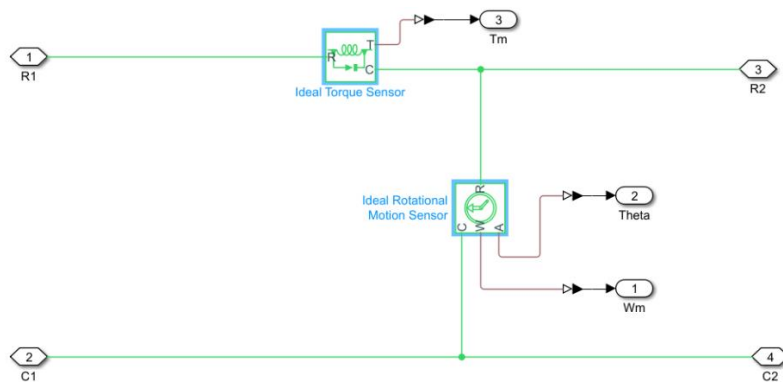 3
Tm
1
R1
R
T
C
Ideal Torque Sensor
3
R2
Ideal Rotational
Motion Sensor
R
C
W
A
2
Theta
1
Wm
2
C1
4
C2